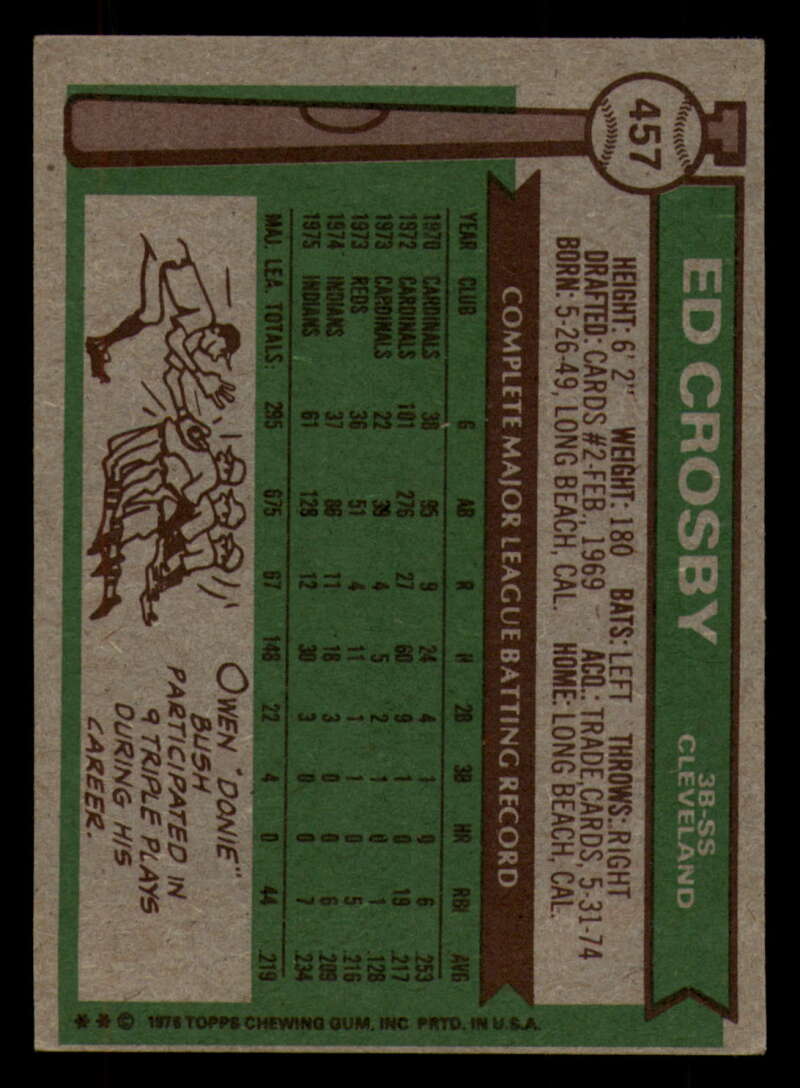 457
ED CROSBY
3B-SS
CLEVELAND
HEIGHT: 6' 2" WEIGHT: 180 BATS: LEFT THROWS: RIGHT
DRAFTED: CARDS #2-FEB., 1969 ACQ.: TRADE, CARDS, 5-31-74
BORN: 5-26-49, LONG BEACH, CAL. HOME: LONG BEACH, CAL.
COMPLETE MAJOR LEAGUE BATTING RECORD
YEAR CLUB G AB R H 2B 3B HR RBI AVG
1970 CARDINALS 38 95 9 24 4 1 0 6 .253
1972 CARDINALS 101 276 27 60 9 1 0 19 .217
1973 CARDINALS 22 39 4 5 2 1 0 1 .128
1973 REDS 36 51 4 11 1 1 0 5 .216
1974 INDIANS 37 86 11 18 3 0 0 6 .209
1975 INDIANS 61 128 12 30 3 0 0 7 .234
MAJ. LEA. TOTALS: 295 675 67 148 22 4 0 44 .219
OWEN "DONIE"
BUSH
PARTICIPATED IN
9 TRIPLE PLAYS
DURING HIS
CAREER.
* * © 1976 TOPPS CHEWING GUM, INC PRTD. IN U.S.A.